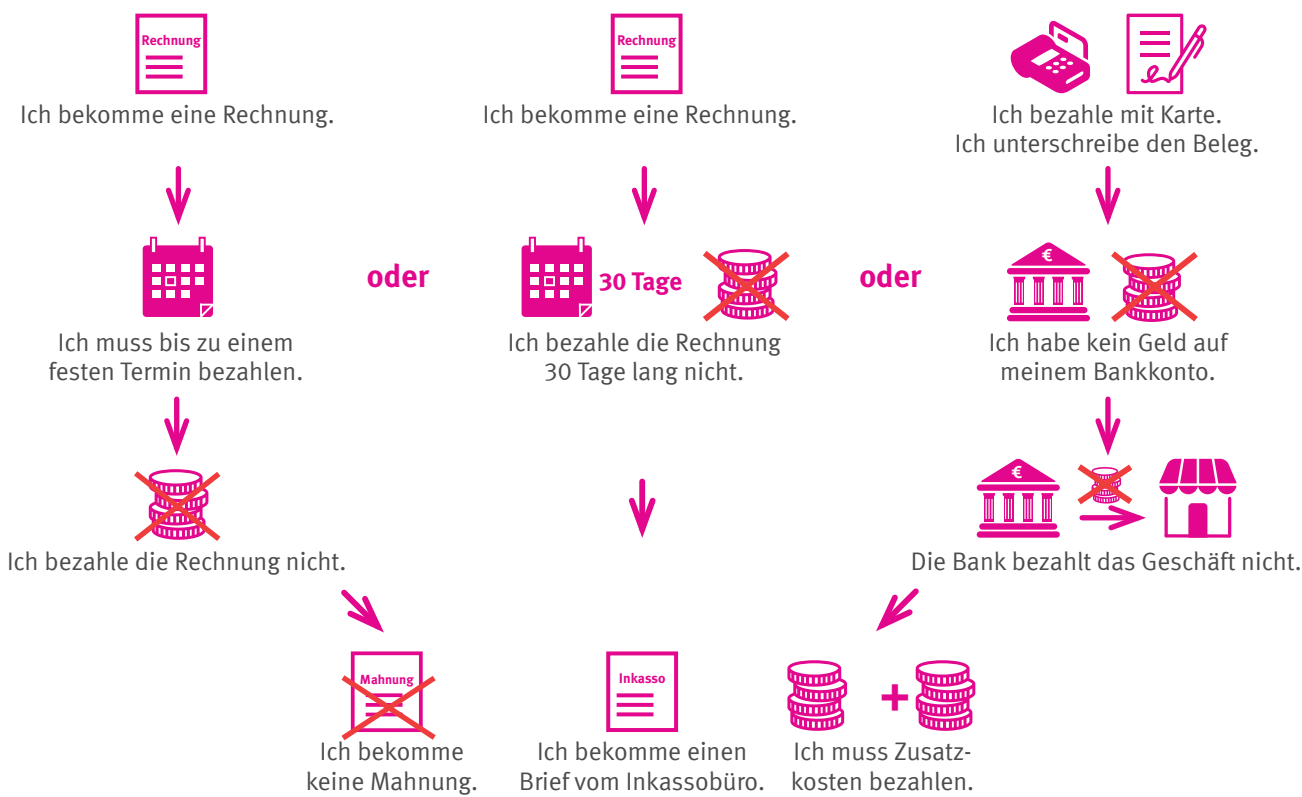 Rechnung
Ich bekomme eine Rechnung.
Rechnung
Ich bekomme eine Rechnung.
Ich bezahle mit Karte.
Ich unterschreibe den Beleg.
Ich muss bis zu einem
festen Termin bezahlen.
oder
30 Tage
Ich bezahle die Rechnung
30 Tage lang nicht.
oder
€
Ich habe kein Geld auf
meinem Bankkonto.
Ich bezahle die Rechnung nicht.
€
Die Bank bezahlt das Geschäft nicht.
Mahnung
Ich bekomme
keine Mahnung.
Inkasso
Ich bekomme einen
Brief vom Inkassobüro.
+
Ich muss Zusatz-
kosten bezahlen.